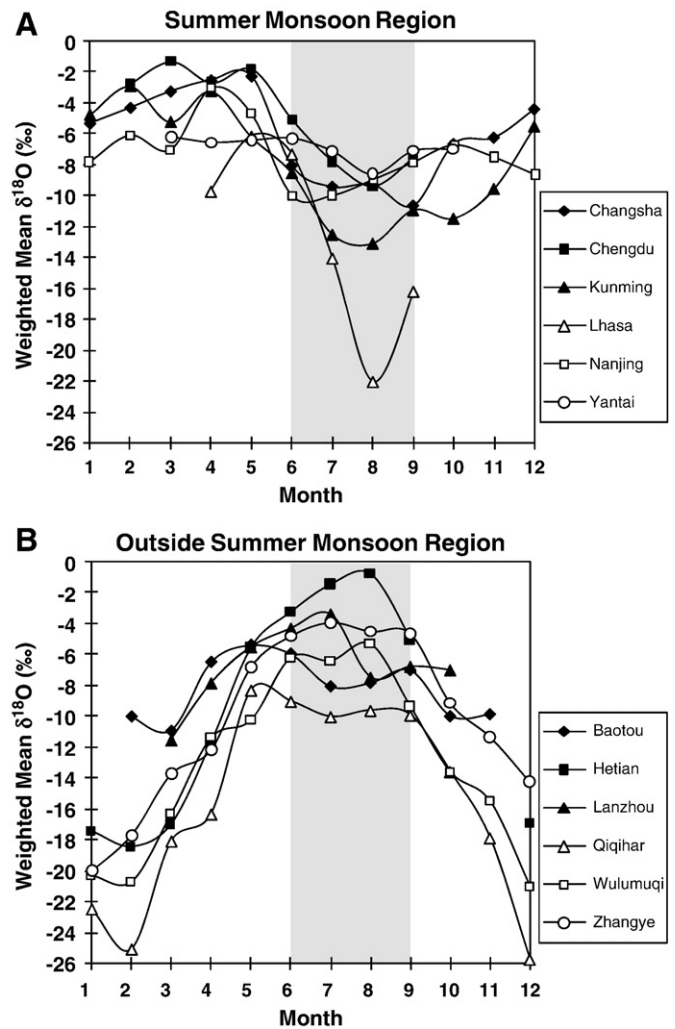 A
Summer Monsoon Region
Weighted Mean δ¹⁸O (‰)
0
-2
-4
-6
-8
-10
-12
-14
-16
-18
-20
-22
-24
-26
1 2 3 4 5 6 7 8 9 10 11 12
Month
Changsha
Chengdu
Kunming
Lhasa
Nanjing
Yantai
B
Outside Summer Monsoon Region
Weighted Mean δ¹⁸O (‰)
0
-2
-4
-6
-8
-10
-12
-14
-16
-18
-20
-22
-24
-26
1 2 3 4 5 6 7 8 9 10 11 12
Month
Baotou
Hetian
Lanzhou
Qiqihar
Wulumuqi
Zhangye